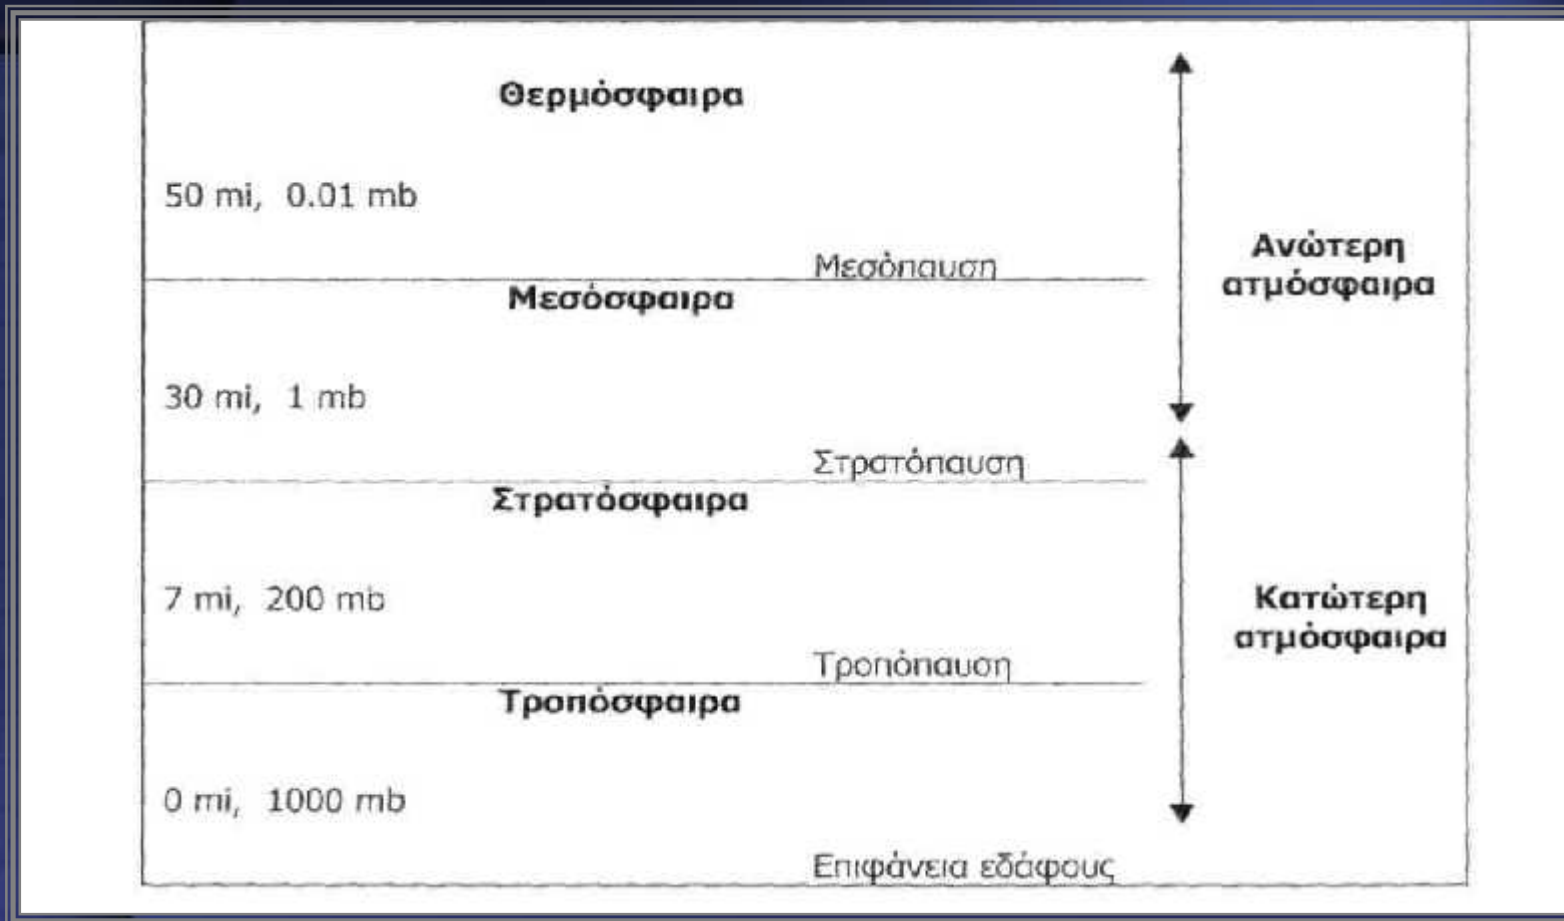 Θερμόσφαιρα
50 mi, 0.01 mb
Μεσόπαυση
Μεσόσφαιρα
Ανώτερη
ατμόσφαιρα
30 mi, 1 mb
Στρατόπαυση
Στρατόσφαιρα
7 mi, 200 mb
Τροπόπαυση
Τροπόσφαιρα
Κατώτερη
ατμόσφαιρα
0 mi, 1000 mb
Επιφάνεια εδάφους